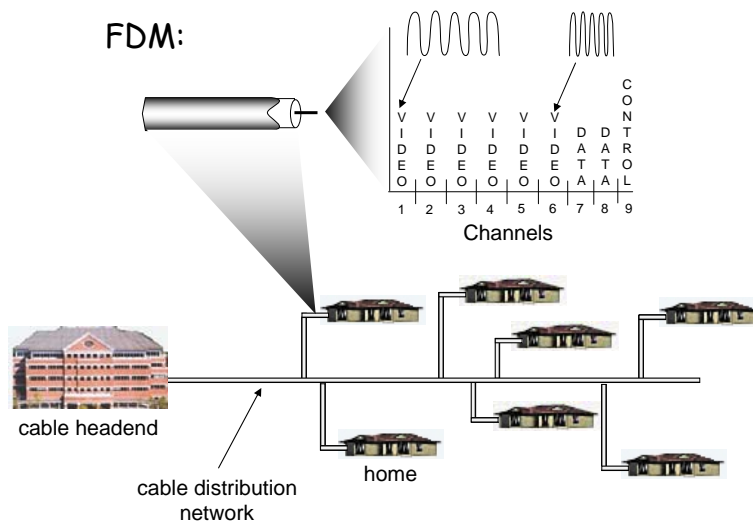 FDM:
VIDEO VIDEO VIDEO VIDEO VIDEO VIDEO DATA DATA CONTROL
1 2 3 4 5 6 7 8 9
Channels
cable headend
home
cable distribution
network